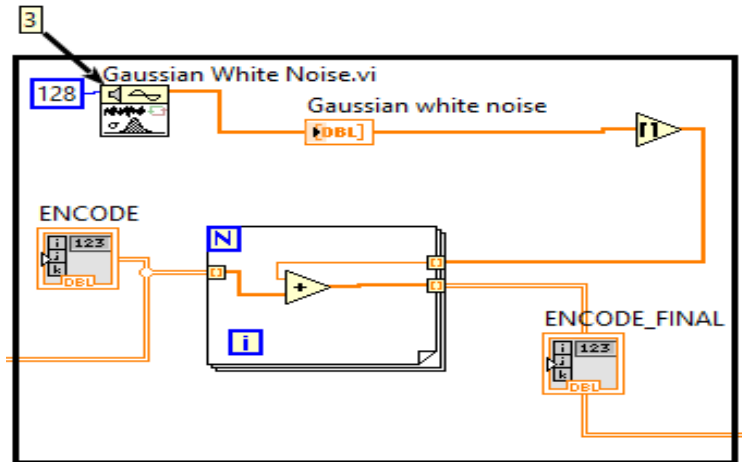 3
Gaussian White Noise.vi
128
Gaussian white noise
DBL
ENCODE
i 123
j
k
DBL
N
+
i
ENCODE_FINAL
i 123
j
k
DBL